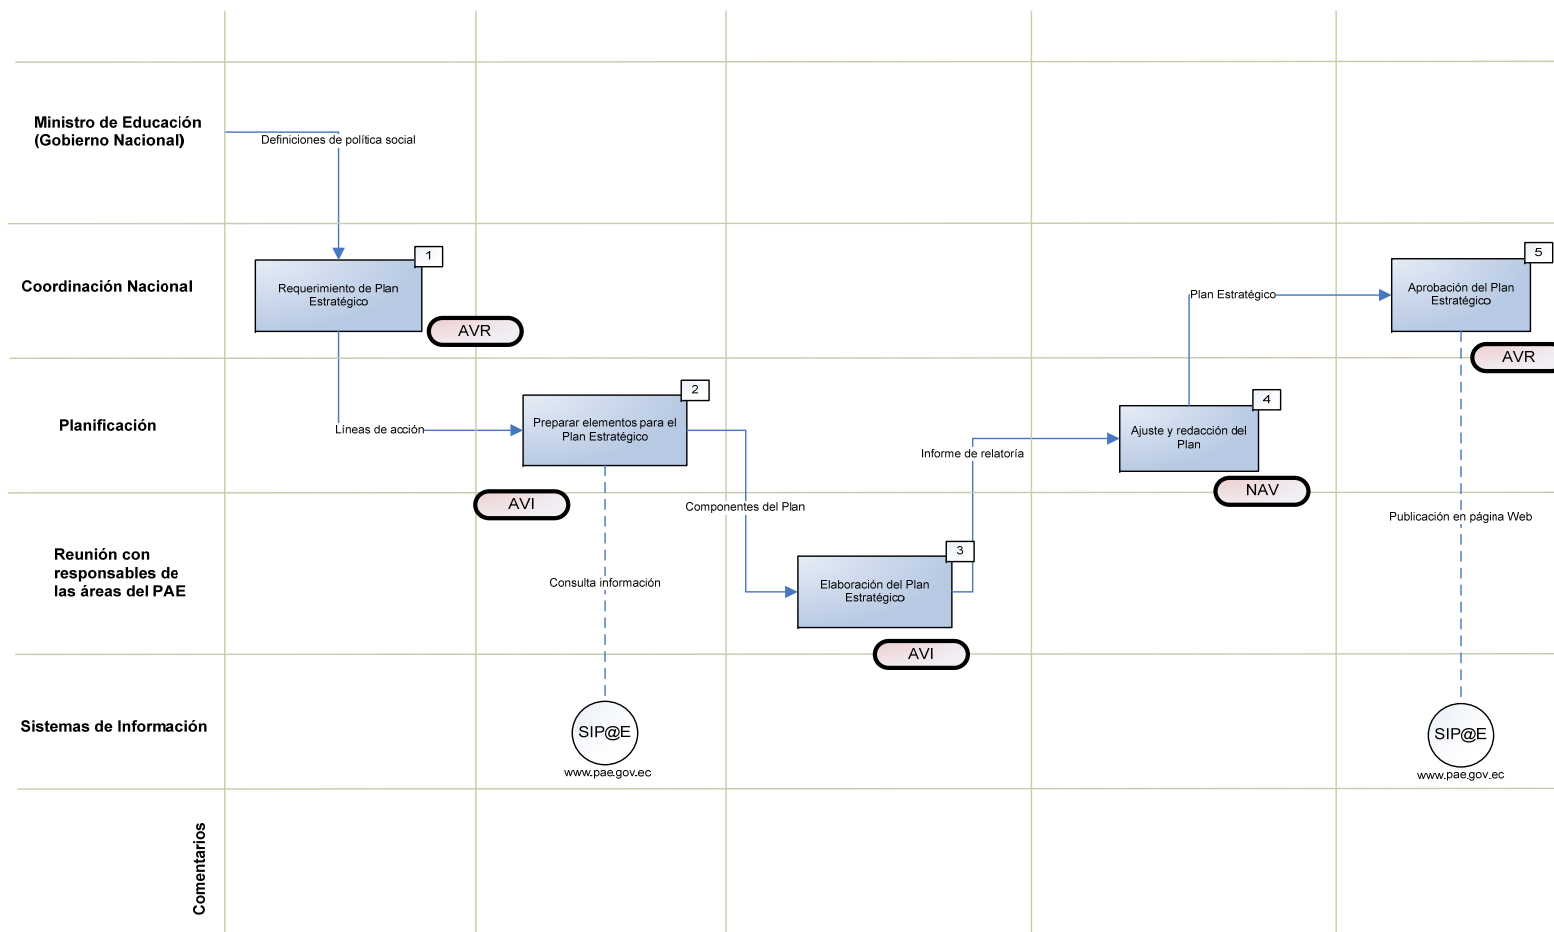 Ministro de Educación
(Gobierno Nacional)
Definiciones de política social
Coordinación Nacional
1
Requerimiento de Plan
Estratégico
AVR
Plan Estratégico
5
Aprobación del Plan
Estratégico
AVR
Planificación
Líneas de acción
2
Preparar elementos para el
Plan Estratégico
AVI
Informe de relatoría
4
Ajuste y redacción del
Plan
NAV
Reunión con
responsables de
las áreas del PAE
Consulta información
Componentes del Plan
3
Elaboración del Plan
Estratégico
AVI
Publicación en página Web
Sistemas de Información
SIP@E
www.pae.gov.ec
SIP@E
www.pae.gov.ec
Comentarios